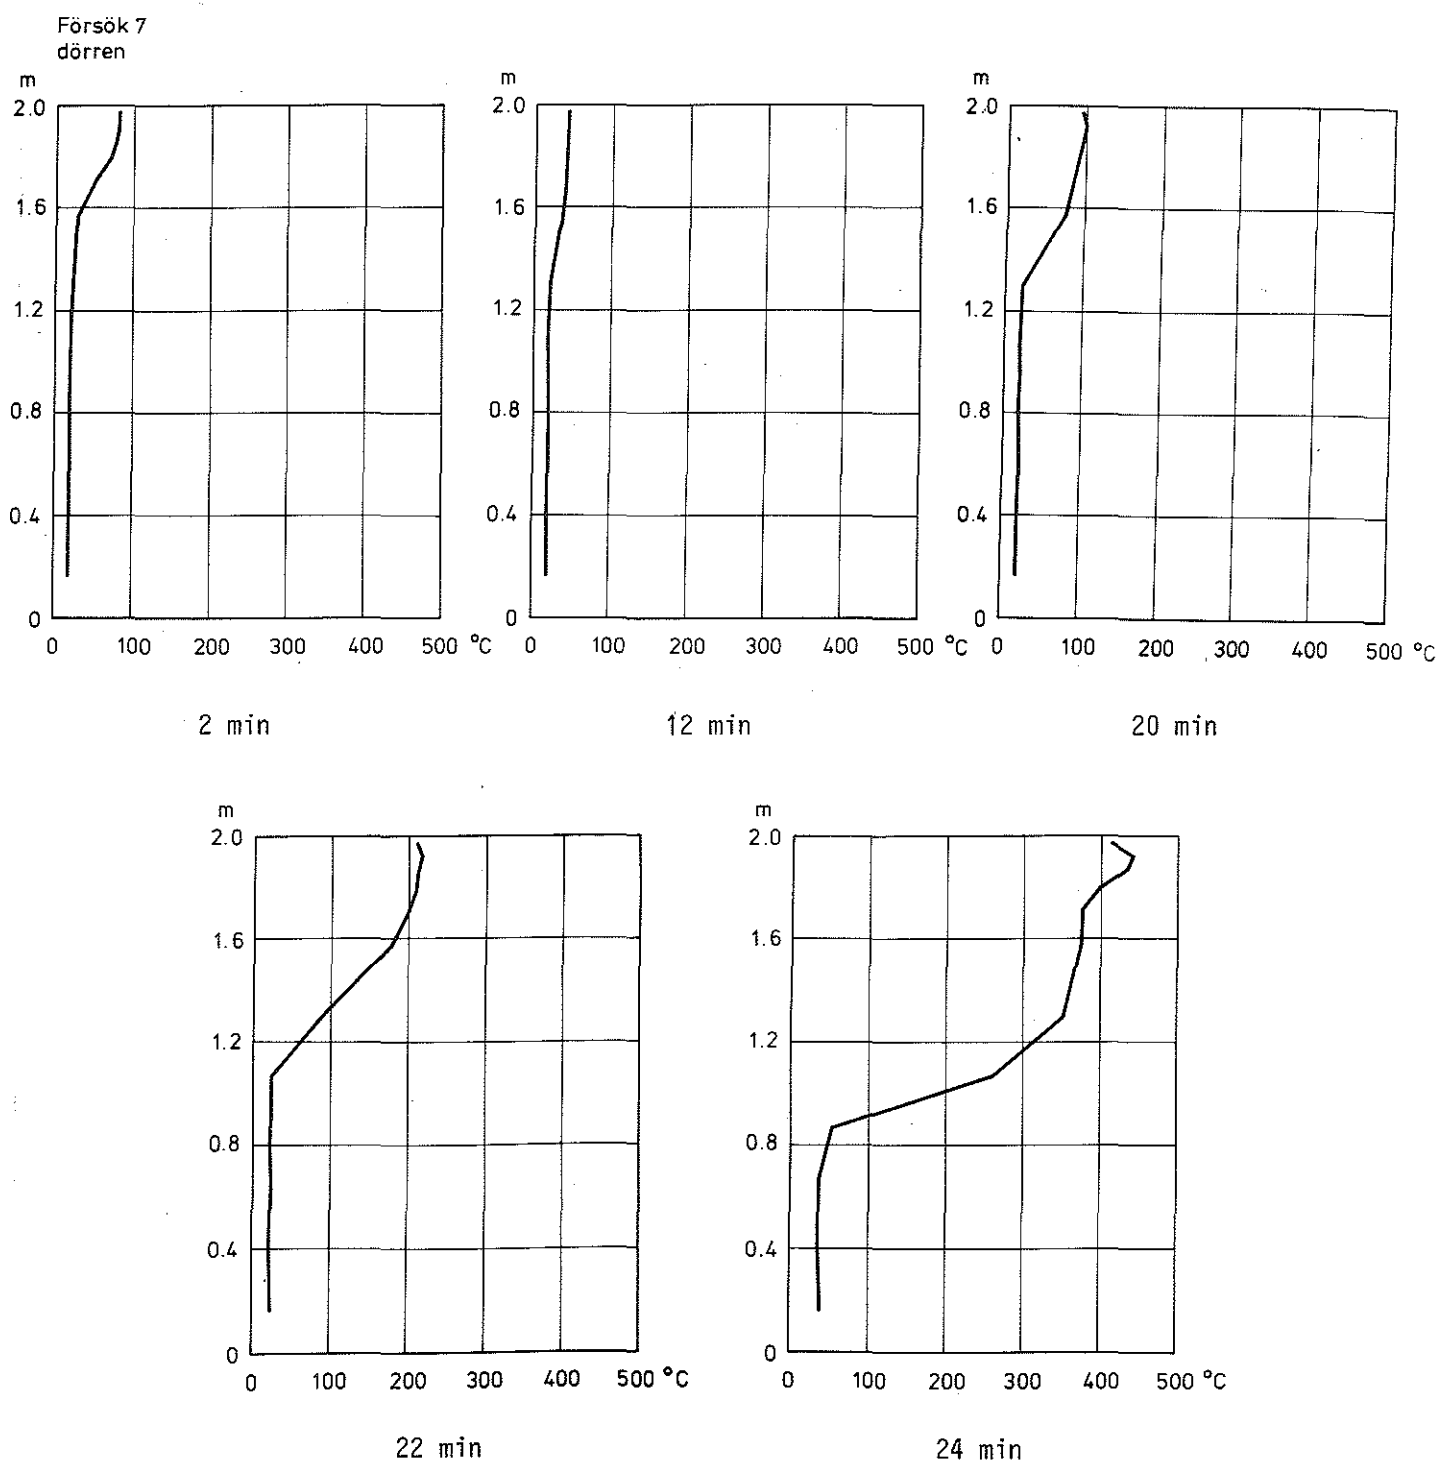 Försök 7
dörren
m m m
2.0 2.0 2.0
1.6 1.6 1.6
1.2 1.2 1.2
0.8 0.8 0.8
0.4 0.4 0.4
0 0 0
0 100 200 300 400 500 °C 0 100 200 300 400 500 °C 0 100 200 300 400 500 °C
2 min 12 min 20 min
m m
2.0 2.0
1.6 1.6
1.2 1.2
0.8 0.8
0.4 0.4
0 0
0 100 200 300 400 500 °C 0 100 200 300 400 500 °C
22 min 24 min